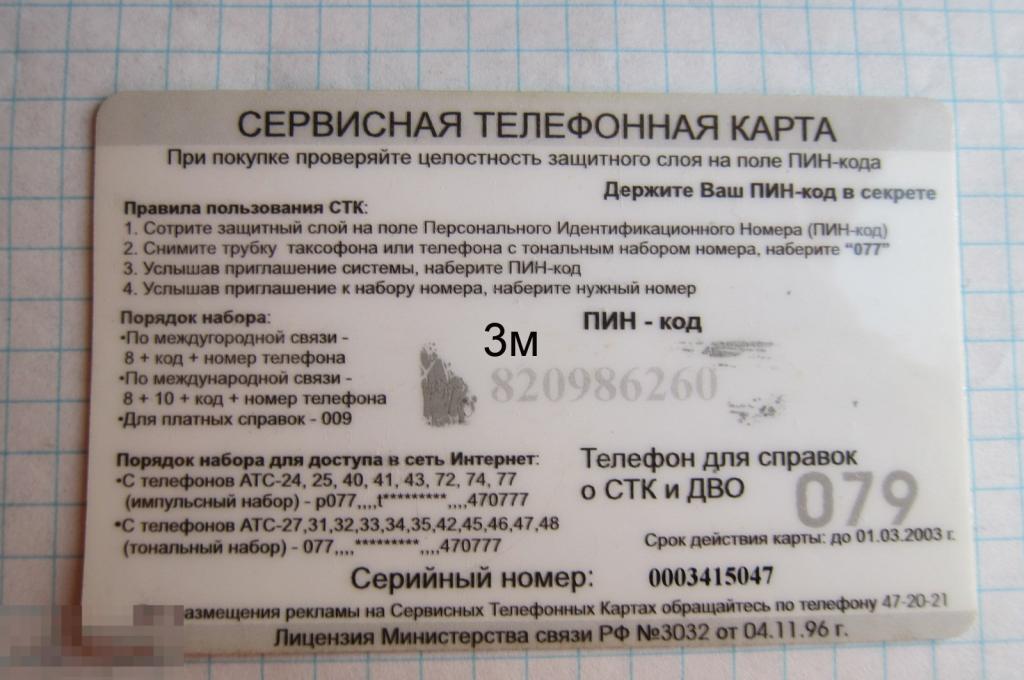 СЕРВИСНАЯ ТЕЛЕФОННАЯ КАРТА
При покупке проверяйте целостность защитного слоя на поле ПИН-кода
Держите Ваш ПИН-код в секрете
Правила пользования СТК:
1. Сотрите защитный слой на поле Персонального Идентификационного Номера (ПИН-код)
2. Снимите трубку таксофона или телефона с тональным набором номера, наберите "077"
3. Услышав приглашение системы, наберите ПИН-код
4. Услышав приглашение к набору номера, наберите нужный номер
Порядок набора:
•По междугородной связи -
8 + код + номер телефона
•По международной связи -
8 + 10 + код + номер телефона
•Для платных справок - 009
3м
ПИН - код
820986260
Порядок набора для доступа в сеть Интернет:
•С телефонов АТС-24, 25, 40, 41, 43, 72, 74, 77
(импульсный набор) - p077,,,,t*********,,,,470777
•С телефонов АТС-27,31,32,33,34,35,42,45,46,47,48
(тональный набор) - 077,,,,*********,,,,470777
Телефон для справок
о СТК и ДВО
079
Срок действия карты: до 01.03.2003 г.
Серийный номер: 0003415047
азмещения рекламы на Сервисных Телефонных Картах обращайтесь по телефону 47-20-21
Лицензия Министерства связи РФ №3032 от 04.11.96 г.